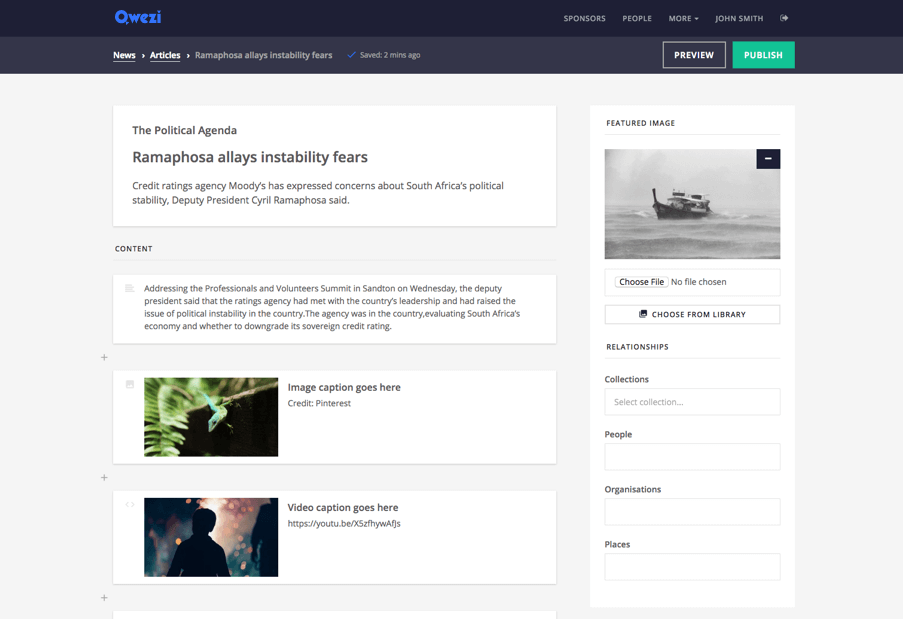 Qwezi
SPONSORS PEOPLE MORE JOHN SMITH
News › Articles › Ramaphosa allays instability fears Saved: 2 mins ago PREVIEW PUBLISH
The Political Agenda
Ramaphosa allays instability fears
Credit ratings agency Moody's has expressed concerns about South Africa's political
stability, Deputy President Cyril Ramaphosa said.
CONTENT
Addressing the Professionals and Volunteers Summit in Sandton on Wednesday, the deputy
president said that the ratings agency had met with the country's leadership and had raised the
issue of political instability in the country.The agency was in the country,evaluating South Africa's
economy and whether to downgrade its sovereign credit rating.
Image caption goes here
Credit: Pinterest
Video caption goes here
https://youtu.be/X5zfhywAfJs
FEATURED IMAGE
Choose File No file chosen
CHOOSE FROM LIBRARY
RELATIONSHIPS
Collections
Select collection...
People
Organisations
Places